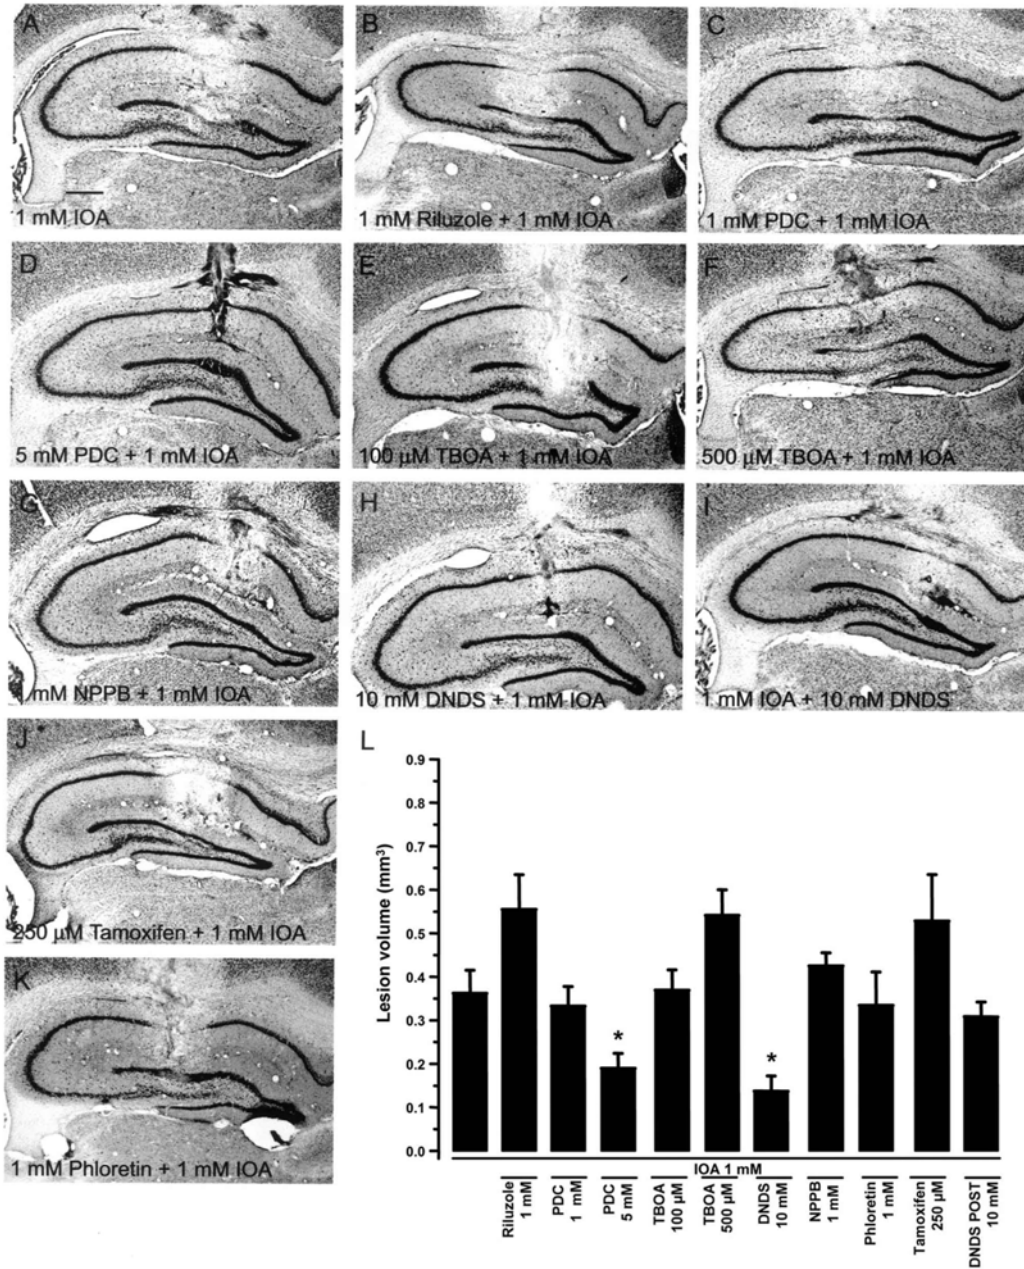 A
1 mM IOA
B
1 mM Riluzole + 1 mM IOA
C
1 mM PDC + 1 mM IOA
D
5 mM PDC + 1 mM IOA
E
100 µM TBOA + 1 mM IOA
F
500 µM TBOA + 1 mM IOA
G
1 mM NPPB + 1 mM IOA
H
10 mM DNDS + 1 mM IOA
I
1 mM IOA + 10 mM DNDS
J
250 µM Tamoxifen + 1 mM IOA
K
1 mM Phloretin + 1 mM IOA
L
Lesion volume (mm³)
0.9
0.8
0.7
0.6
0.5
0.4
0.3
0.2
0.1
0.0
*
*
IOA 1 mM
Riluzole
1 mM
PDC
1 mM
PDC
5 mM
TBOA
100 µM
TBOA
500 µM
DNDS
10 mM
NPPB
1 mM
Phloretin
1 mM
Tamoxifen
250 µM
DNDS POST
10 mM